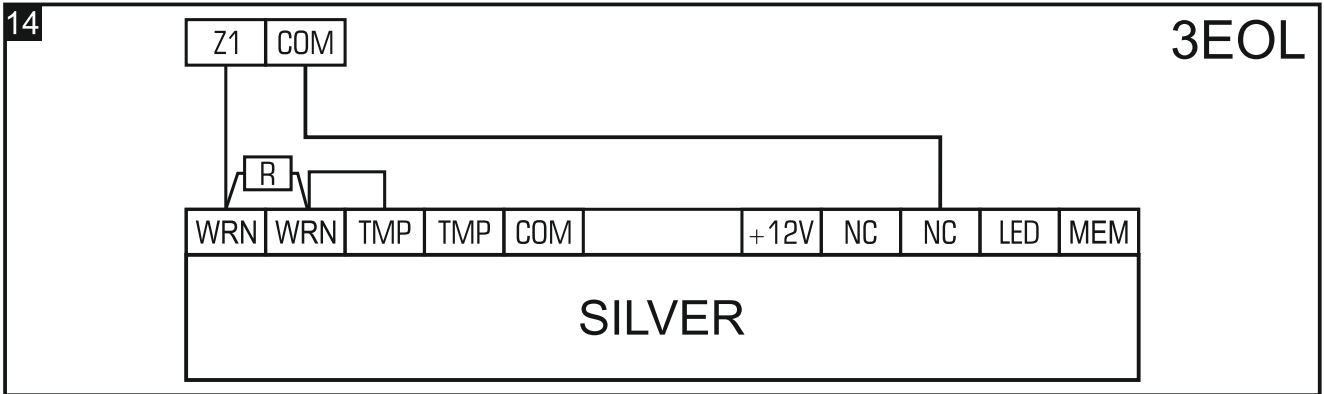 14
3EOL
Z1 COM
R
WRN WRN TMP TMP COM +12V NC NC LED MEM
SILVER